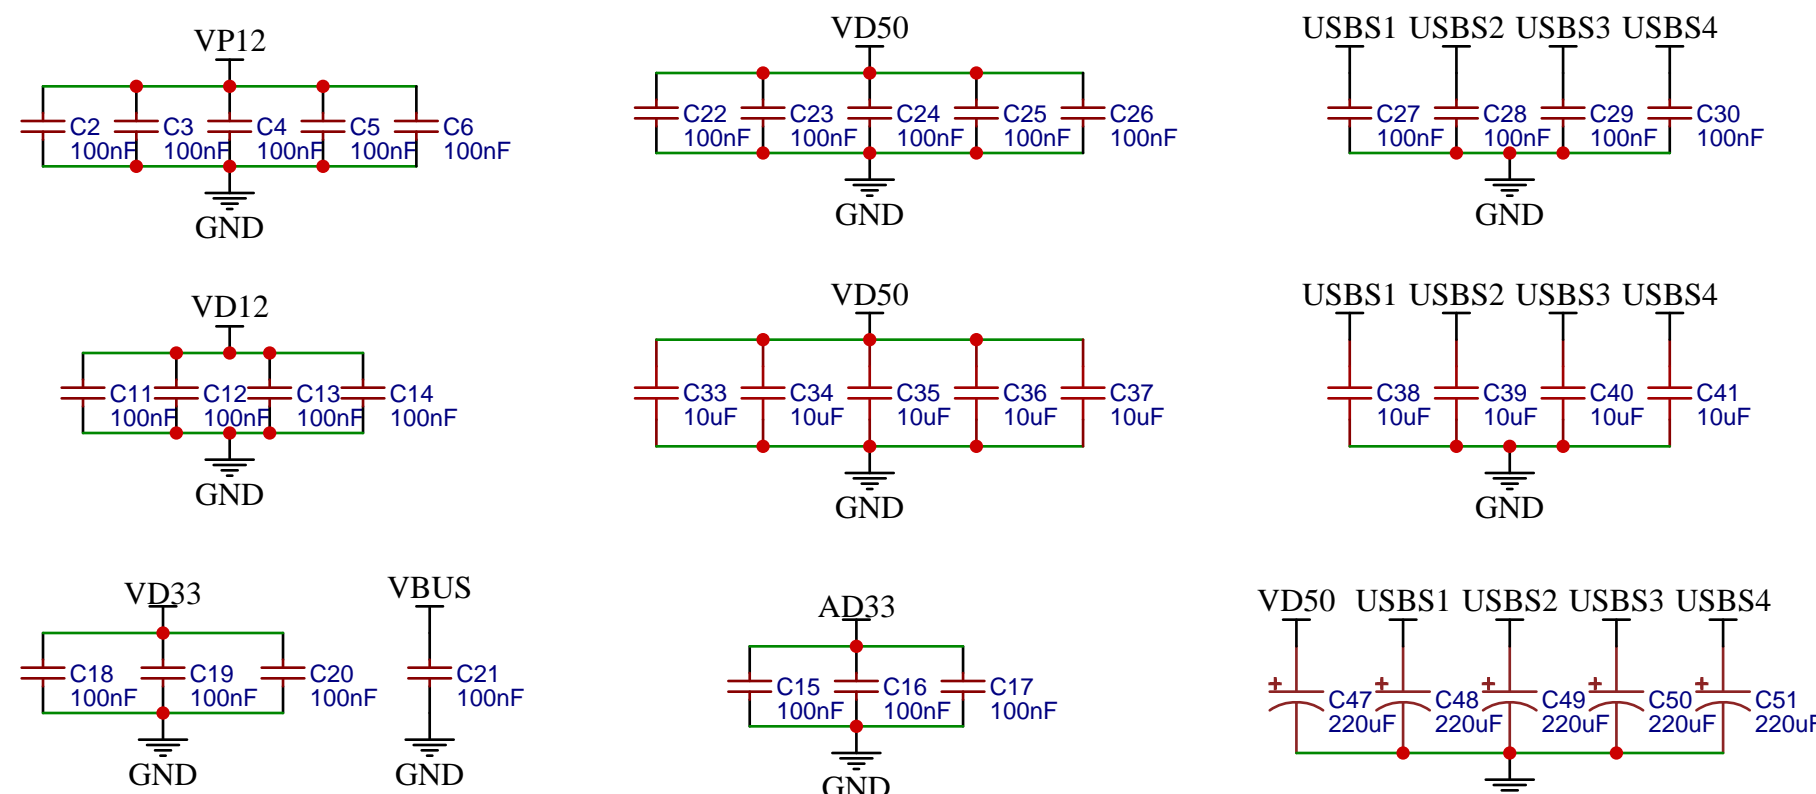 VP12
C2 C3 C4 C5 C6
100nF 100nF 100nF 100nF 100nF
GND
VD50
C22 C23 C24 C25 C26
100nF 100nF 100nF 100nF 100nF
GND
USBS1 USBS2 USBS3 USBS4
C27 C28 C29 C30
100nF 100nF 100nF 100nF
GND
VD12
C11 C12 C13 C14
100nF 100nF 100nF 100nF
GND
VD50
C33 C34 C35 C36 C37
10uF 10uF 10uF 10uF 10uF
GND
USBS1 USBS2 USBS3 USBS4
C38 C39 C40 C41
10uF 10uF 10uF 10uF
GND
VD33
C18 C19 C20
100nF 100nF 100nF
GND
VBUS
C21
100nF
GND
AD33
C15 C16 C17
100nF 100nF 100nF
GND
VD50 USBS1 USBS2 USBS3 USBS4
+ + + + +
C47 C48 C49 C50 C51
220uF 220uF 220uF 220uF 220uF